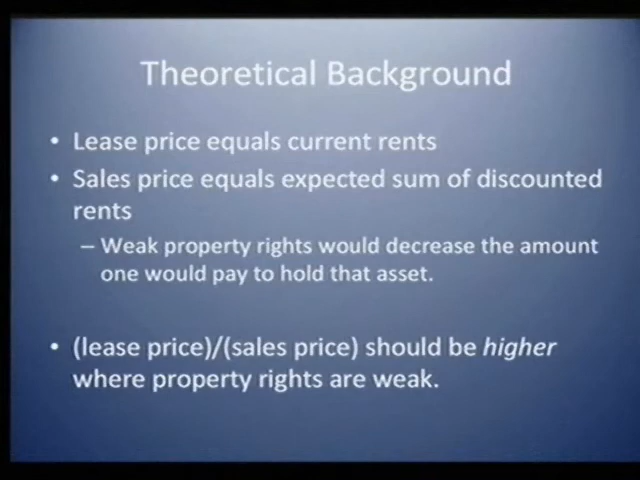 Theoretical Background
• Lease price equals current rents
• Sales price equals expected sum of discounted
rents
– Weak property rights would decrease the amount
one would pay to hold that asset.
• (lease price)/(sales price) should be higher
where property rights are weak.